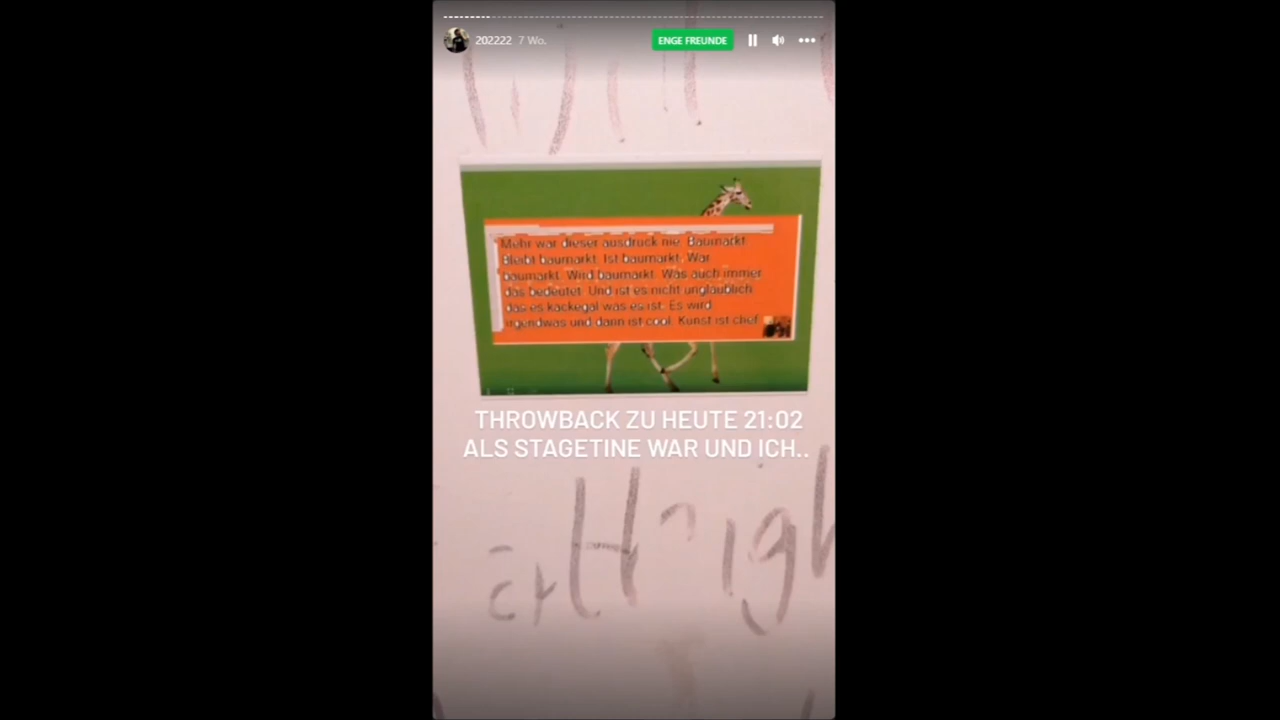 202222 7 Wo.
ENGE FREUNDE
Mehr war dieser ausdruck nie. Baumarkt.
Bleibt baumarkt. Ist baumarkt. War
baumarkt. Wird baumarkt. Was auch immer
das bedeutet. Und ist es nicht unglaublich
das es kackegal was es ist. Es wird
irgendwas und dann ist cool. Kunst ist chef
THROWBACK ZU HEUTE 21:02
ALS STAGETINE WAR UND ICH..